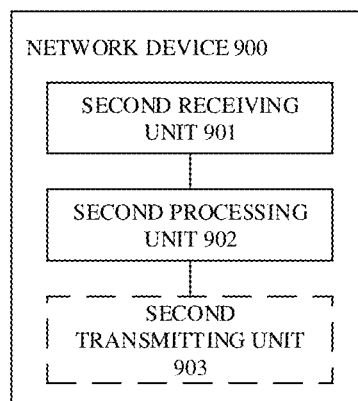 NETWORK DEVICE 900
SECOND RECEIVING
UNIT 901
SECOND PROCESSING
UNIT 902
SECOND
TRANSMITTING UNIT
903